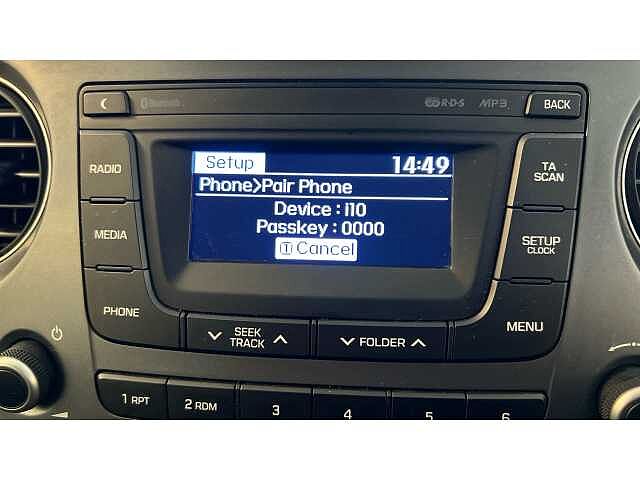 Bluetooth
R·D·S
MP3
BACK
RADIO
MEDIA
PHONE
Setup
14:49
Phone>Pair Phone
Device : i10
Passkey : 0000
① Cancel
TA
SCAN
SETUP
CLOCK
MENU
SEEK
TRACK
FOLDER
1 RPT
2 RDM
3
4
5
6